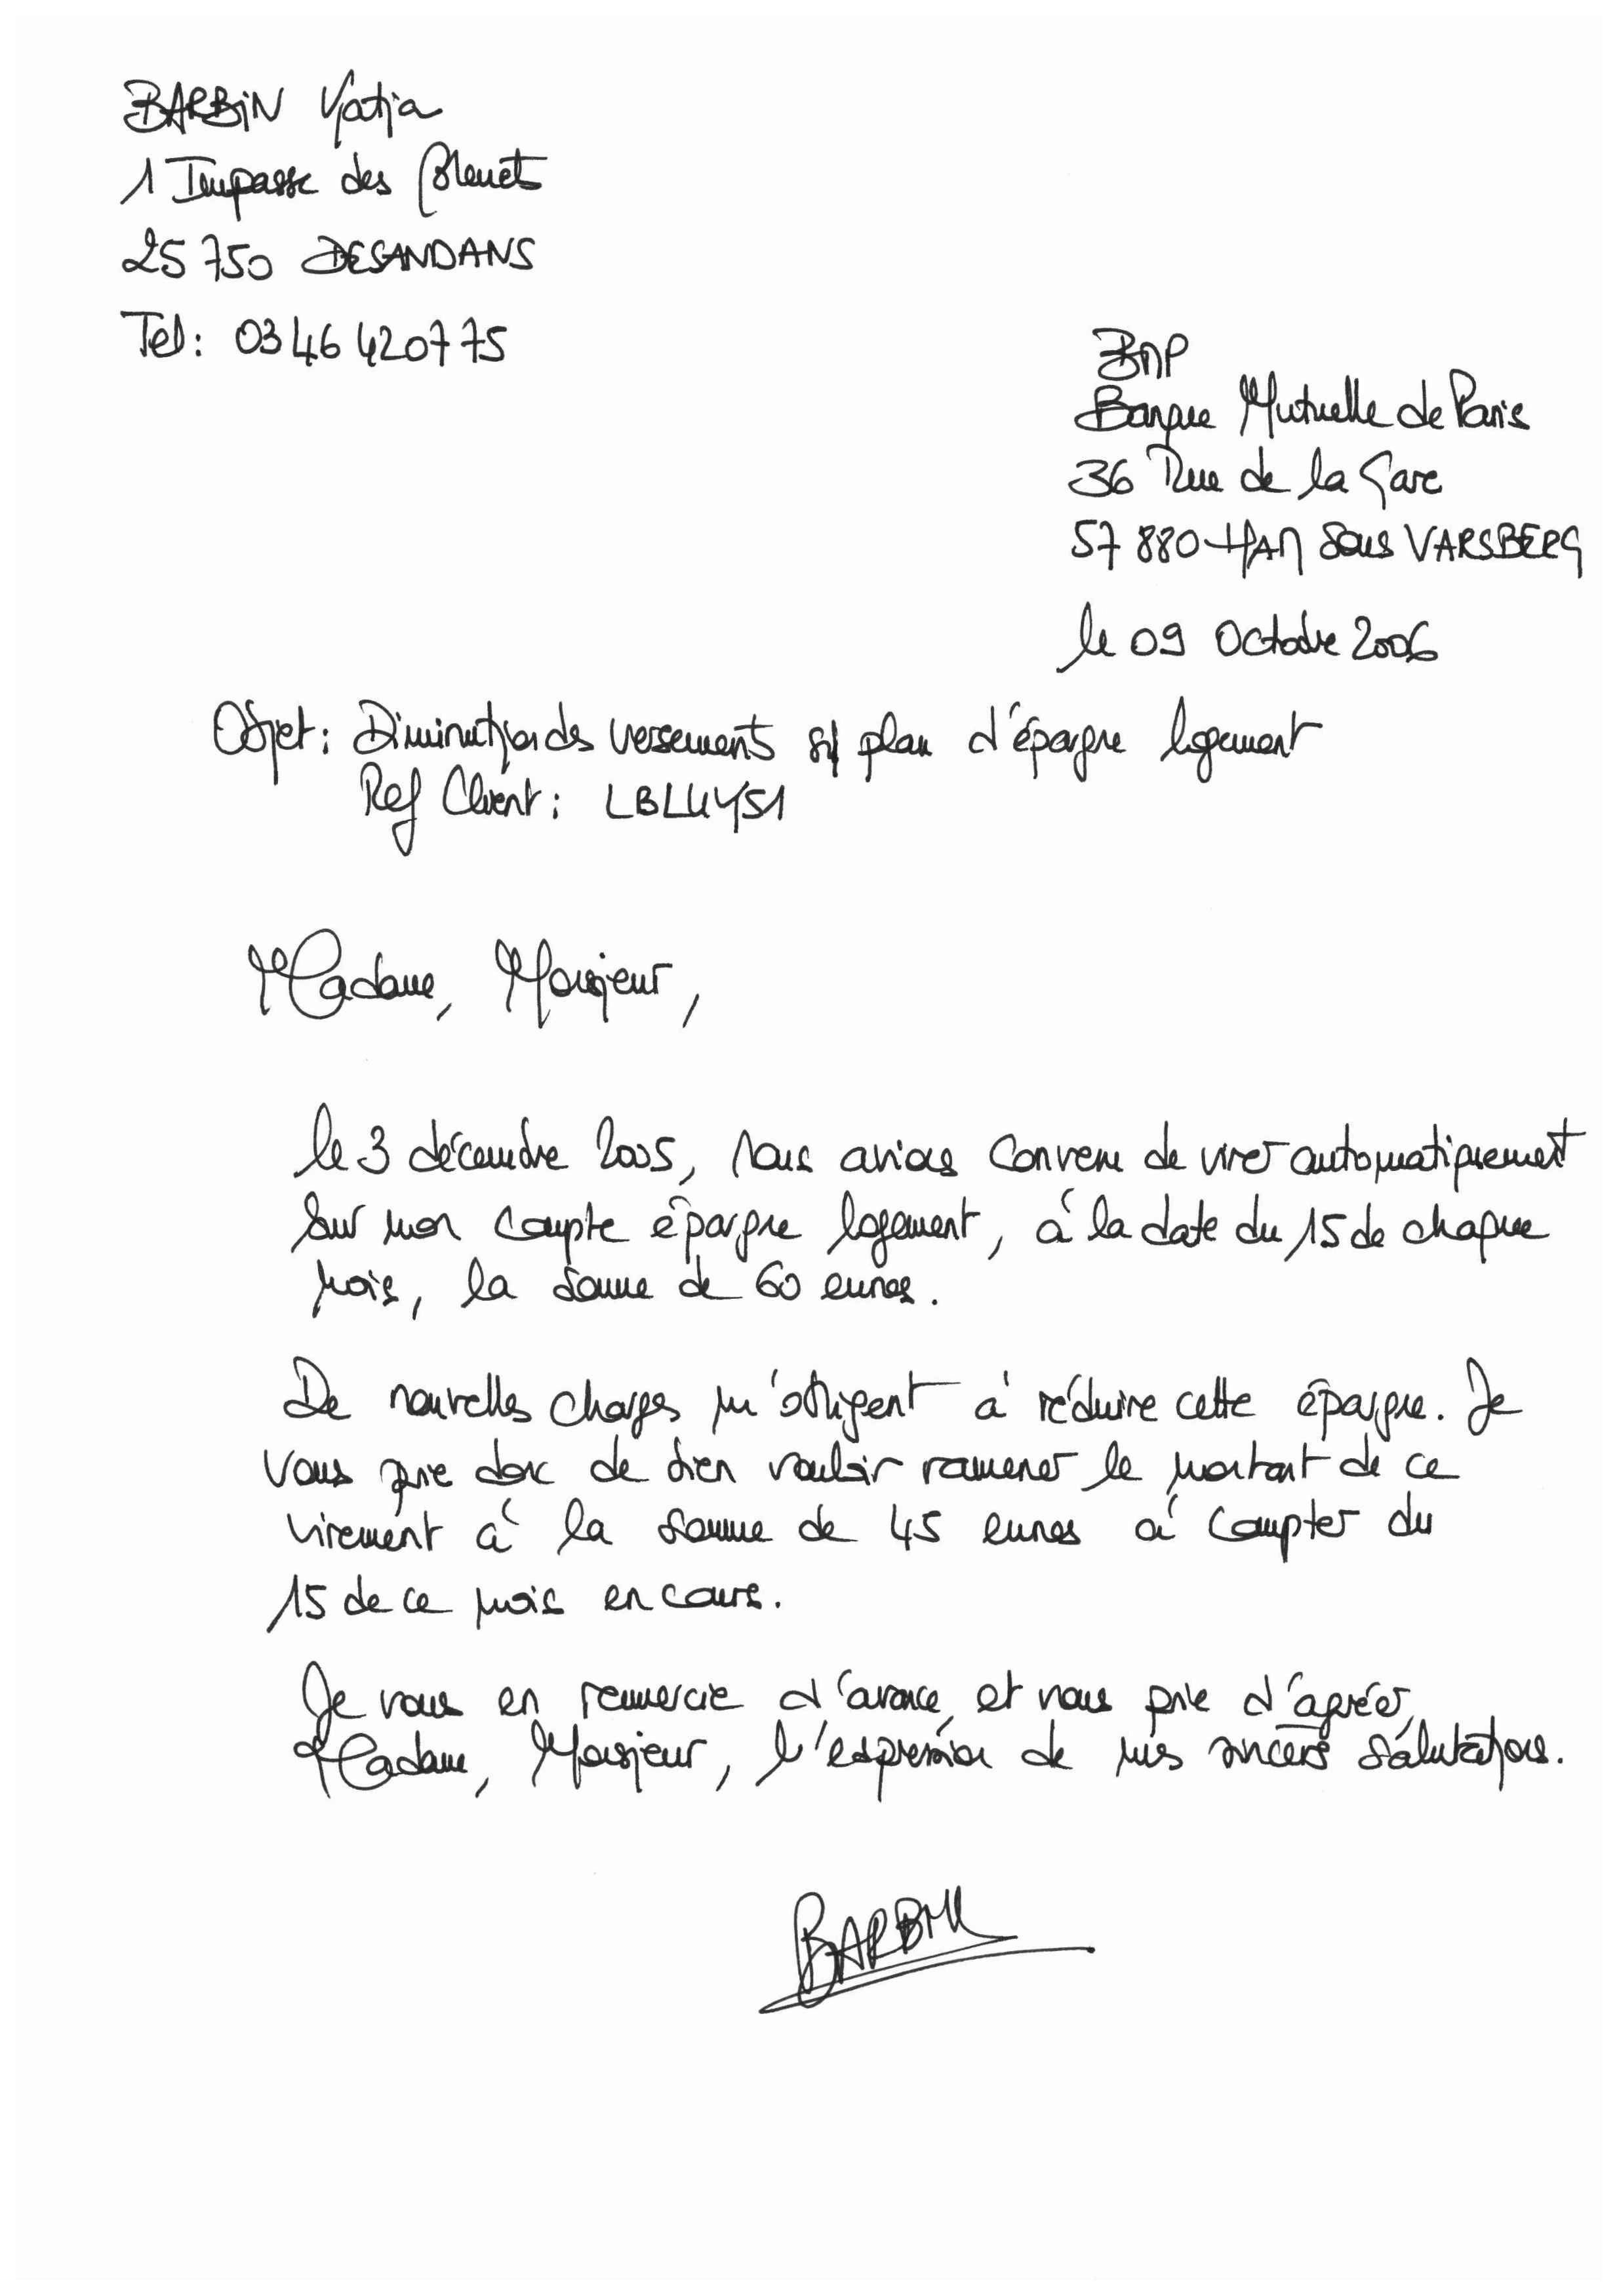 BARBIN Katia
1 Impasse des Bleuets
25 750 DESANDANS
Tel: 03 46 42 07 75
BMP
Banque Mutuelle de Paris
36 Rue de la Gare
57 880 HAM Sous VARSBERG
le 09 Octobre 2006
Objet: Diminution des versements s/ plan d'épargne logement
Ref Client: LBLUY51
Madame, Monsieur,
le 3 décembre 2005, nous avions convenu de virer automatiquement
sur mon compte épargne logement, à la date du 15 de chaque
mois, la somme de 60 euros.
De nouvelles charges m'obligent à réduire cette épargne. Je
vous prie donc de bien vouloir ramener le montant de ce
virement à la somme de 45 euros à compter du
15 de ce mois en cours.
Je vous en remercie d'avance, et vous prie d'agréer,
Madame, Monsieur, l'expression de mes sincères salutations.
BARBIN